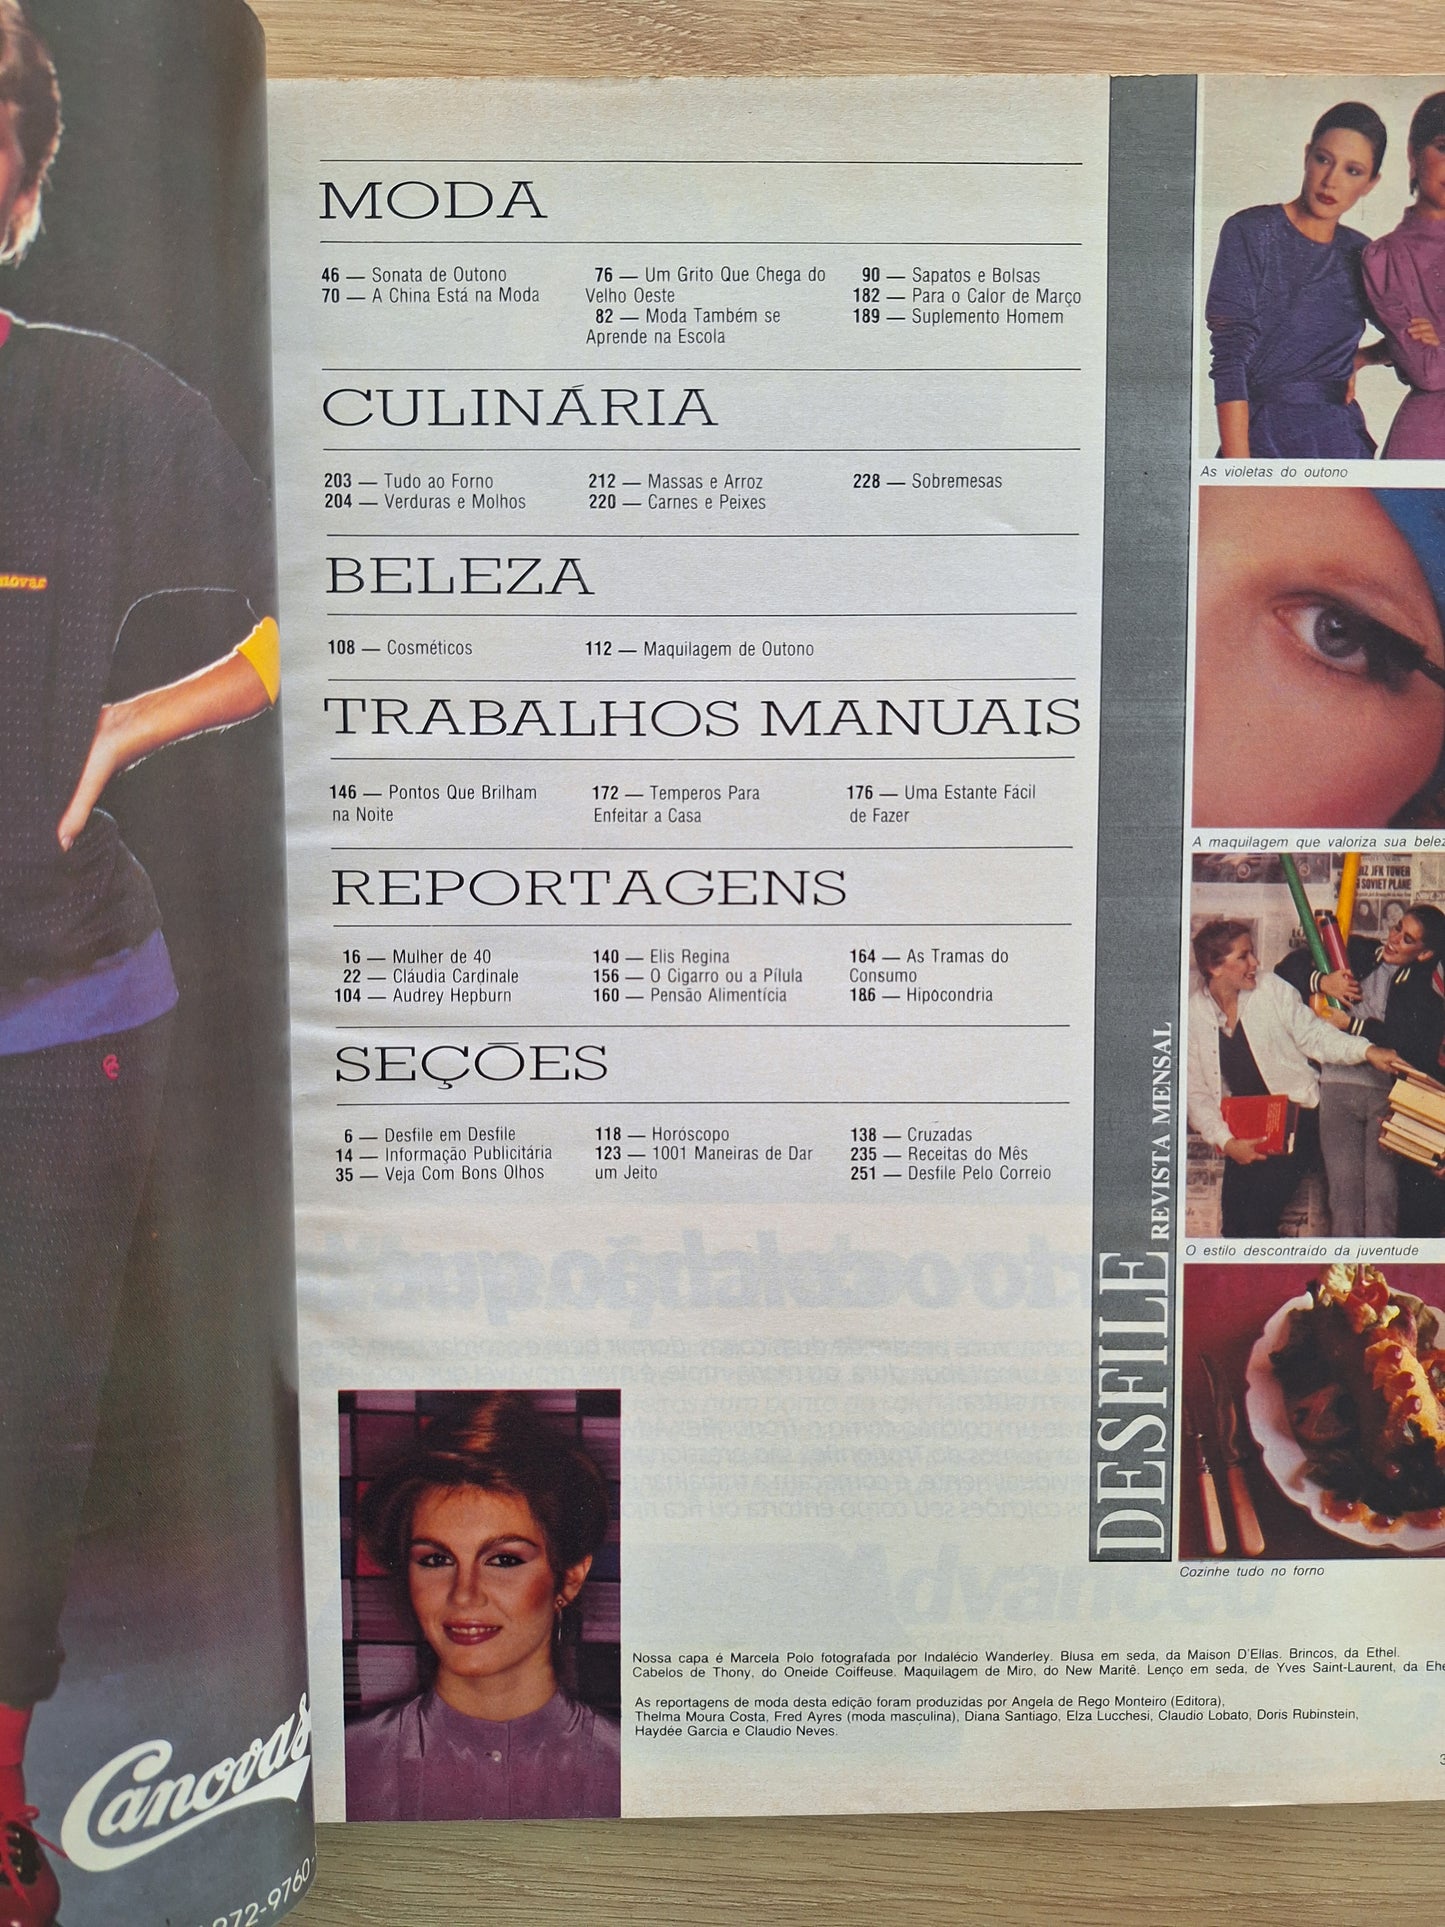 MODA
46 — Sonata de Outono
70 — A China Está na Moda
76 — Um Grito Que Chega do
Velho Oeste
82 — Moda Também se
Aprende na Escola
90 — Sapatos e Bolsas
182 — Para o Calor de Março
189 — Suplemento Homem
CULINÁRIA
203 — Tudo ao Forno
204 — Verduras e Molhos
212 — Massas e Arroz
220 — Carnes e Peixes
228 — Sobremesas
BELEZA
108 — Cosméticos
112 — Maquilagem de Outono
TRABALHOS MANUAIS
146 — Pontos Que Brilham
na Noite
172 — Temperos Para
Enfeitar a Casa
176 — Uma Estante Fácil
de Fazer
REPORTAGENS
16 — Mulher de 40
22 — Cláudia Cardinale
104 — Audrey Hepburn
140 — Elis Regina
156 — O Cigarro ou a Pílula
160 — Pensão Alimentícia
164 — As Tramas do
Consumo
186 — Hipocondria
SEÇÕES
6 — Desfile em Desfile
14 — Informação Publicitária
35 — Veja Com Bons Olhos
118 — Horóscopo
123 — 1001 Maneiras de Dar
um Jeito
138 — Cruzadas
235 — Receitas do Mês
251 — Desfile Pelo Correio
DESFILE REVISTA MENSAL
As violetas do outono
A maquilagem que valoriza sua
JFK TOWER
SOVIET PLANE
O estilo descontraído da juventude
Cozinhe tudo no forno
Nossa capa é Marcela Polo fotografada por Indalécio Wanderley. Blusa em seda, da Maison D'Ellas. Brincos, da Ethel.
Cabelos de Thony, do Oneide Coiffeuse. Maquilagem de Miro, do New Maritê. Lenço em seda, de Yves Saint-Laurent, da
As reportagens de moda desta edição foram produzidas por Angela de Rego Monteiro (Editora),
Thelma Moura Costa, Fred Ayres (moda masculina), Diana Santiago, Elza Lucchesi, Claudio Lobato, Doris Rubinstein,
Haydée Garcia e Claudio Neves.
Canovas
872-9760